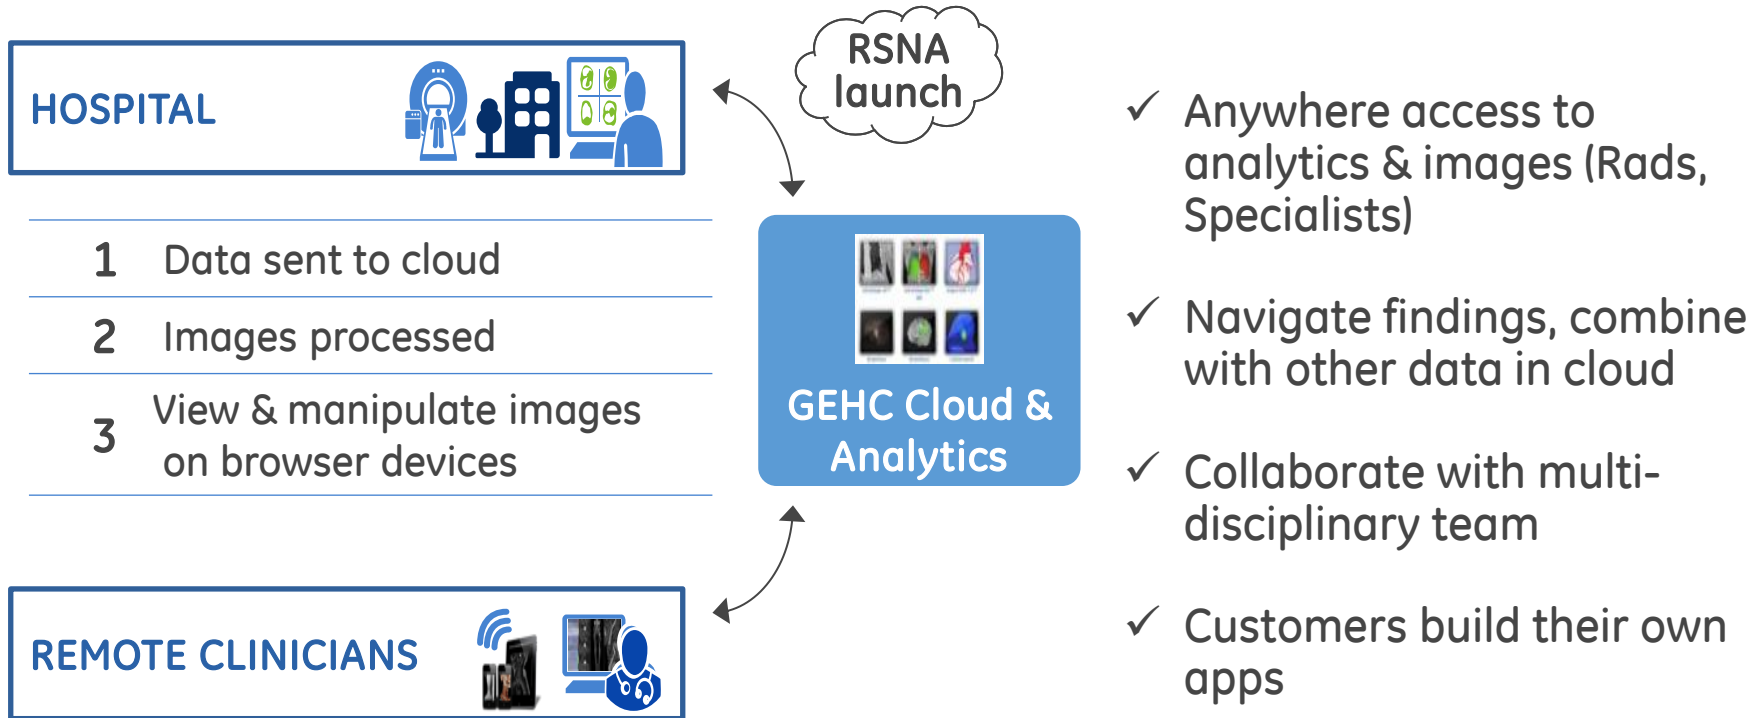 HOSPITAL
RSNA
launch
1 Data sent to cloud
2 Images processed
3 View & manipulate images
on browser devices
GEHC Cloud &
Analytics
REMOTE CLINICIANS
✓ Anywhere access to
analytics & images (Rads,
Specialists)
✓ Navigate findings, combine
with other data in cloud
✓ Collaborate with multi-
disciplinary team
✓ Customers build their own
apps